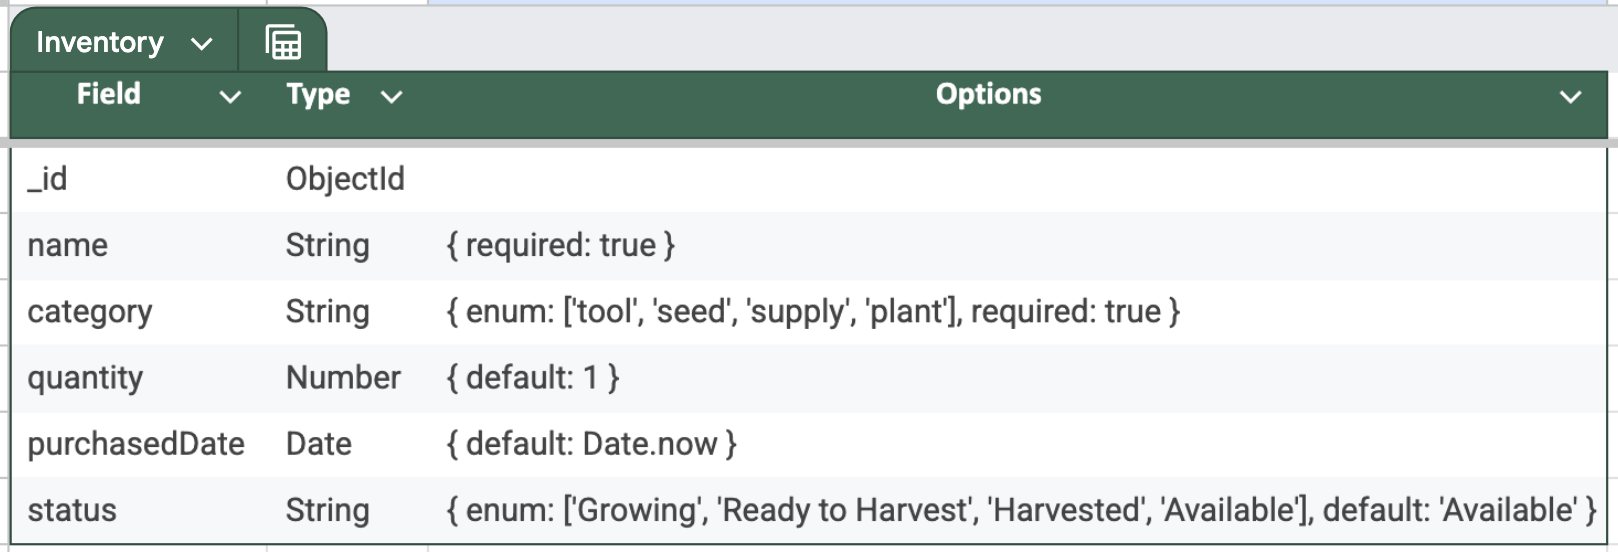 Inventory
Field Type Options
_id ObjectId
name String { required: true }
category String { enum: ['tool', 'seed', 'supply', 'plant'], required: true }
quantity Number { default: 1 }
purchasedDate Date { default: Date.now }
status String { enum: ['Growing', 'Ready to Harvest', 'Harvested', 'Available'], default: 'Available' }